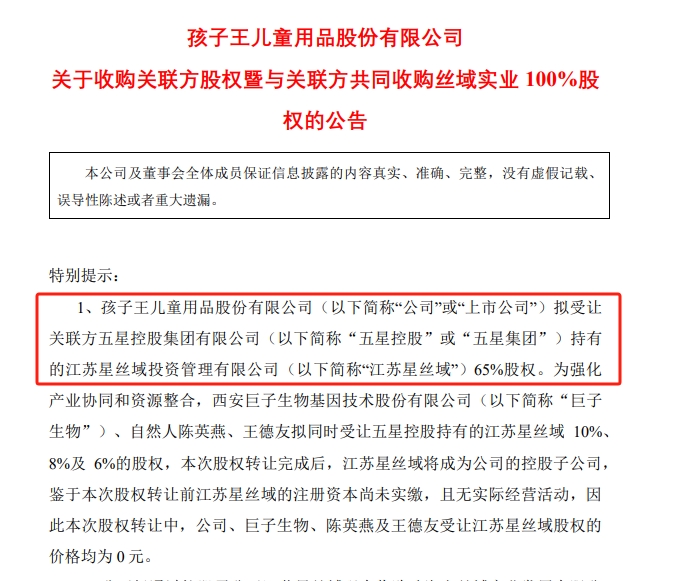 孩子王儿童用品股份有限公司
关于收购关联方股权暨与关联方共同收购丝域实业 100%股
权的公告
本公司及董事会全体成员保证信息披露的内容真实、准确、完整，没有虚假记载、
误导性陈述或者重大遗漏。
特别提示：
1、孩子王儿童用品股份有限公司（以下简称“公司”或“上市公司”）拟受让
关联方五星控股集团有限公司（以下简称“五星控股”或“五星集团”）持有
的江苏星丝域投资管理有限公司（以下简称“江苏星丝域”）65%股权。为强化
产业协同和资源整合，西安巨子生物基因技术股份有限公司（以下简称“巨子
生物”）、自然人陈英燕、王德友拟同时受让五星控股持有的江苏星丝域 10%、
8%及 6%的股权，本次股权转让完成后，江苏星丝域将成为公司的控股子公司，
鉴于本次股权转让前江苏星丝域的注册资本尚未实缴，且无实际经营活动，因
此本次股权转让中，公司、巨子生物、陈英燕及王德友受让江苏星丝域股权的
价格均为 0 元。